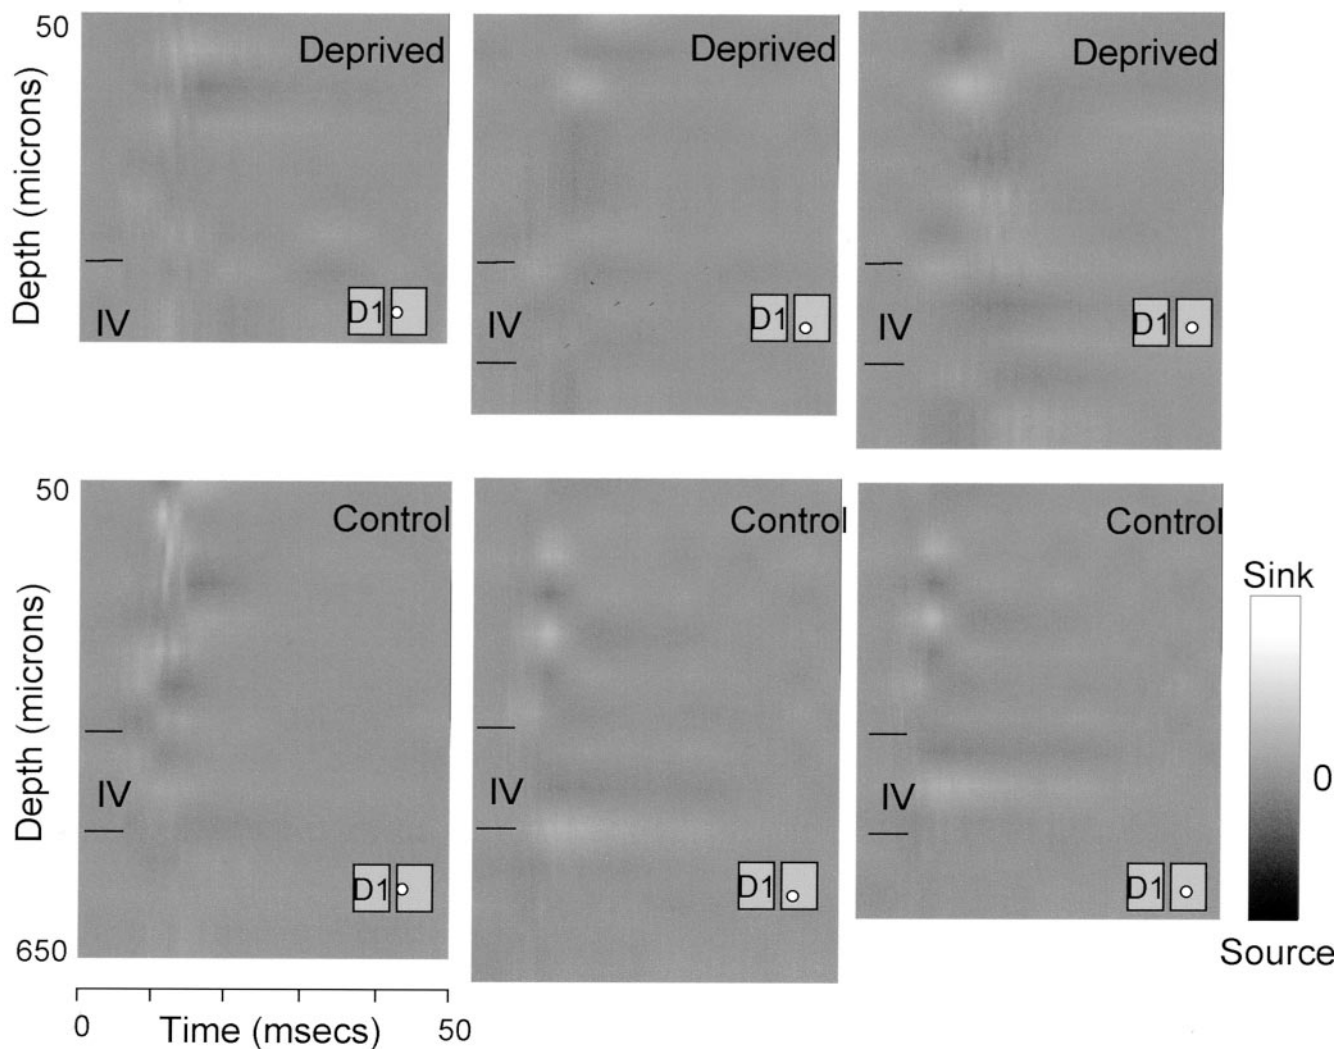 50
Depth (microns)
Deprived
IV
D1
Deprived
IV
D1
Deprived
IV
D1
50
Depth (microns)
650
Control
IV
D1
Control
IV
D1
Control
IV
D1
Sink
0
Source
0
Time (msecs)
50